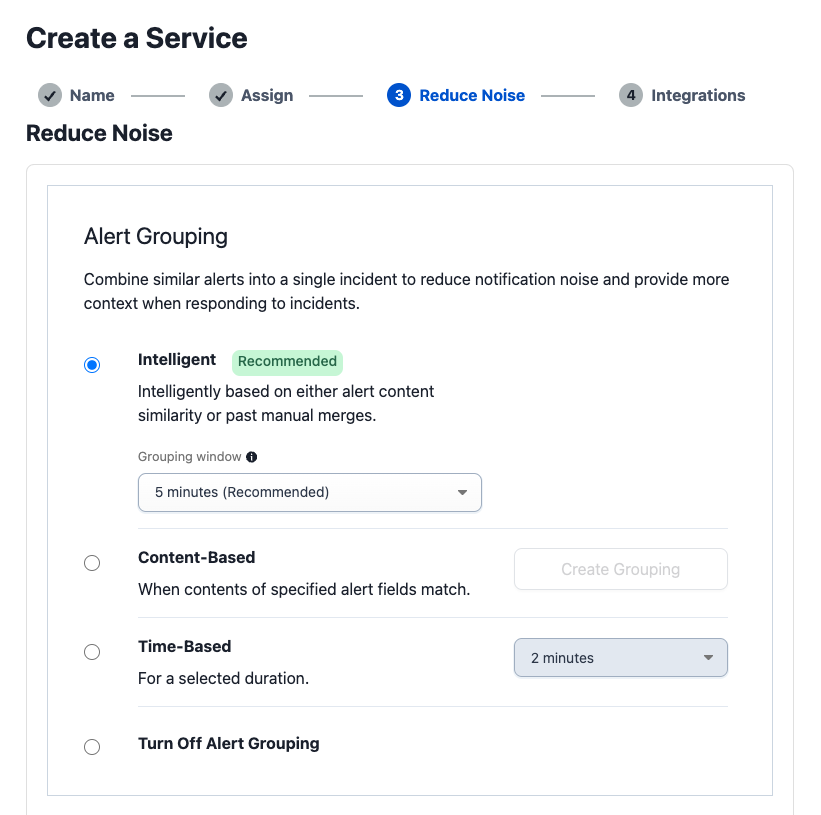 Create a Service
Name
Assign
3 Reduce Noise
4 Integrations
Reduce Noise
Alert Grouping
Combine similar alerts into a single incident to reduce notification noise and provide more
context when responding to incidents.
Intelligent Recommended
Intelligently based on either alert content
similarity or past manual merges.
Grouping window
5 minutes (Recommended)
Content-Based
When contents of specified alert fields match.
Create Grouping
Time-Based
For a selected duration.
2 minutes
Turn Off Alert Grouping